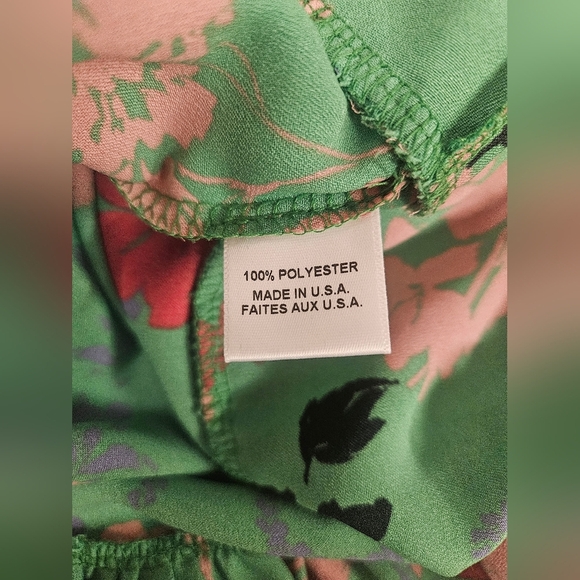 100% POLYESTER
MADE IN U.S.A.
FAITES AUX U.S.A.